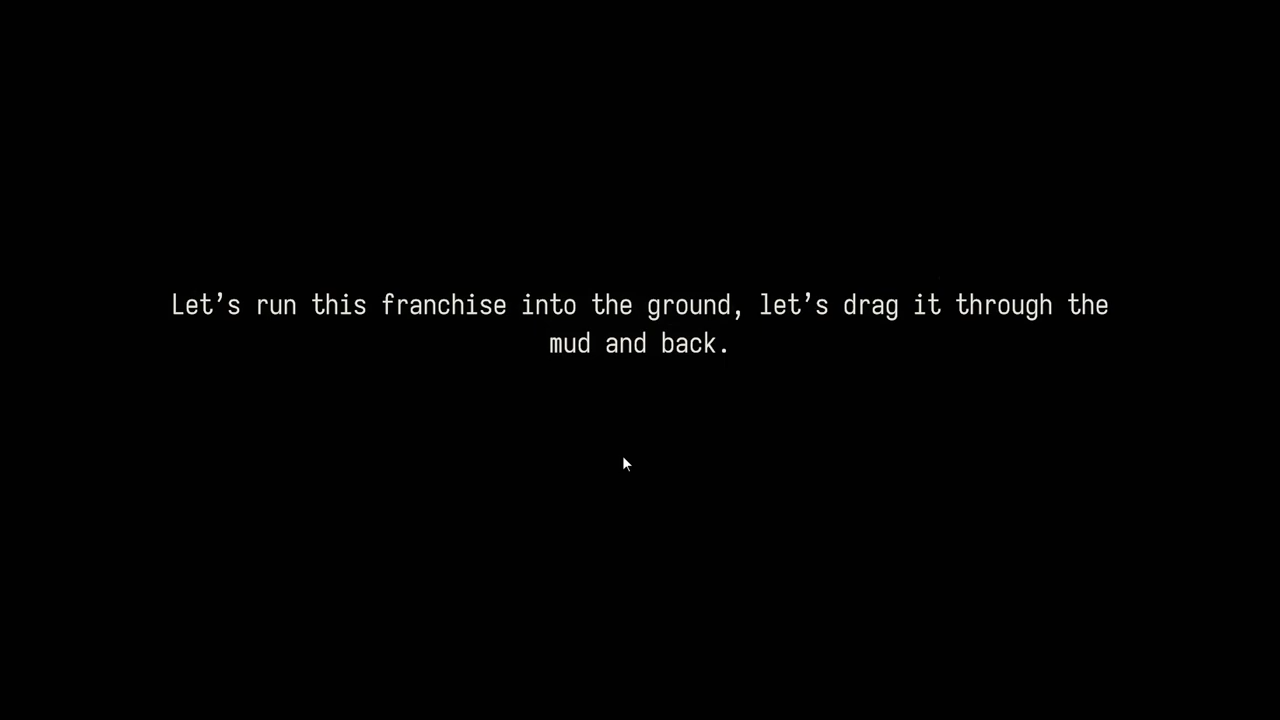 Let’s run this franchise into the ground, let’s drag it through the
mud and back.